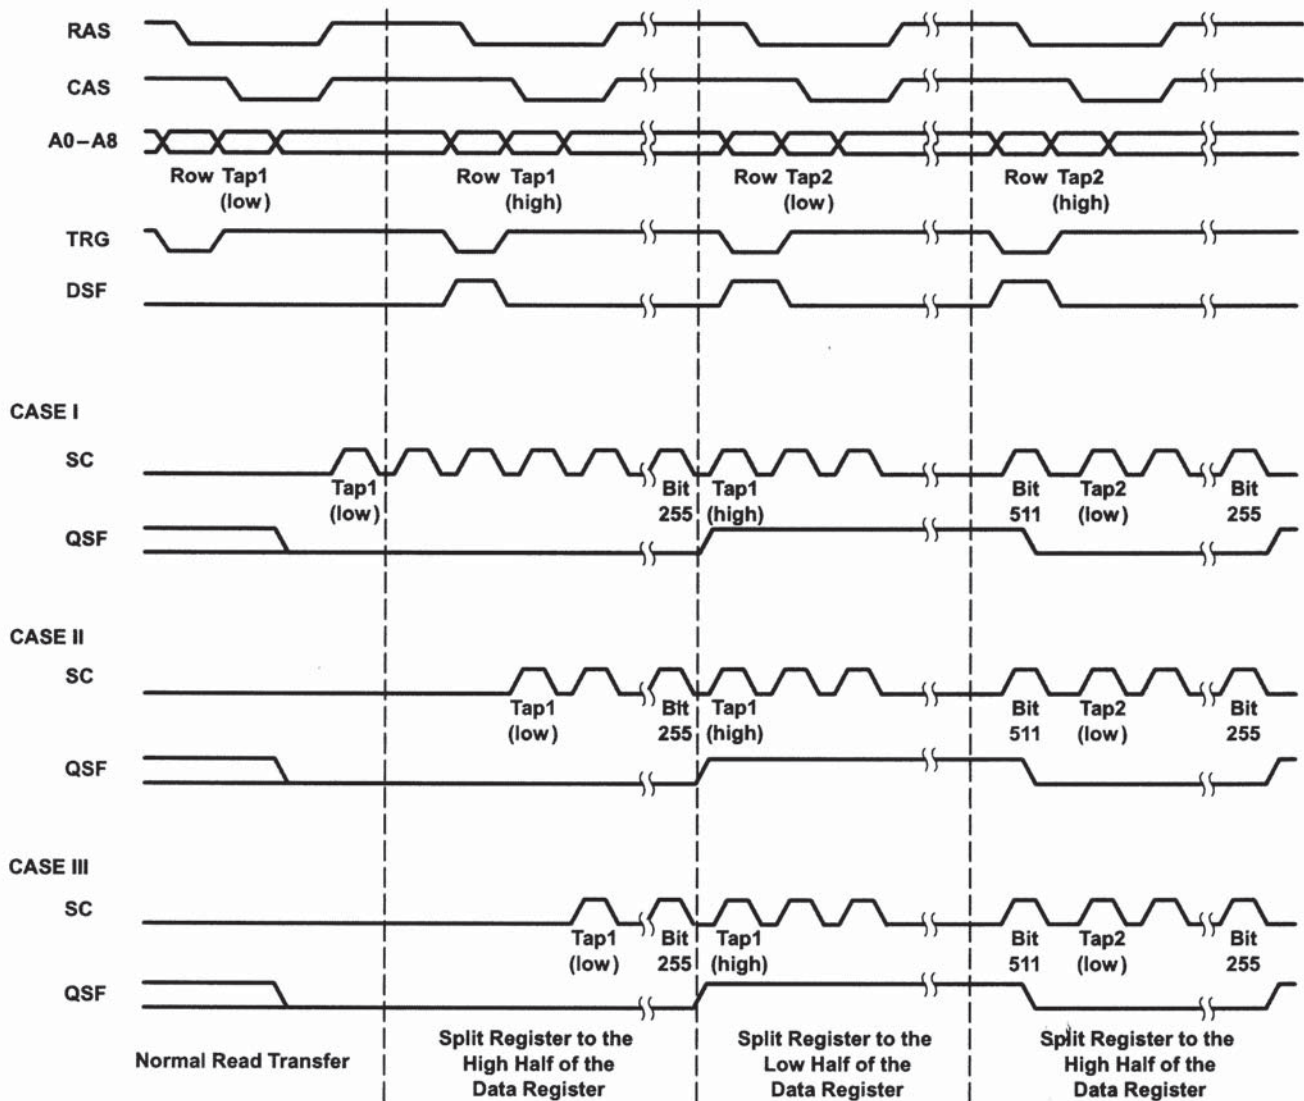 RAS
CAS
A0–A8
Row Tap1 Row Tap1 Row Tap2 Row Tap2
(low) (high) (low) (high)
TRG
DSF
CASE I
SC
Tap1 Bit Tap1 Bit Tap2 Bit
(low) 255 (high) 511 (low) 255
QSF
CASE II
SC
Tap1 Bit Tap1 Bit Tap2 Bit
(low) 255 (high) 511 (low) 255
QSF
CASE III
SC
Tap1 Bit Tap1 Bit Tap2 Bit
(low) 255 (high) 511 (low) 255
QSF
Normal Read Transfer
Split Register to the
High Half of the
Data Register
Split Register to the
Low Half of the
Data Register
Split Register to the
High Half of the
Data Register